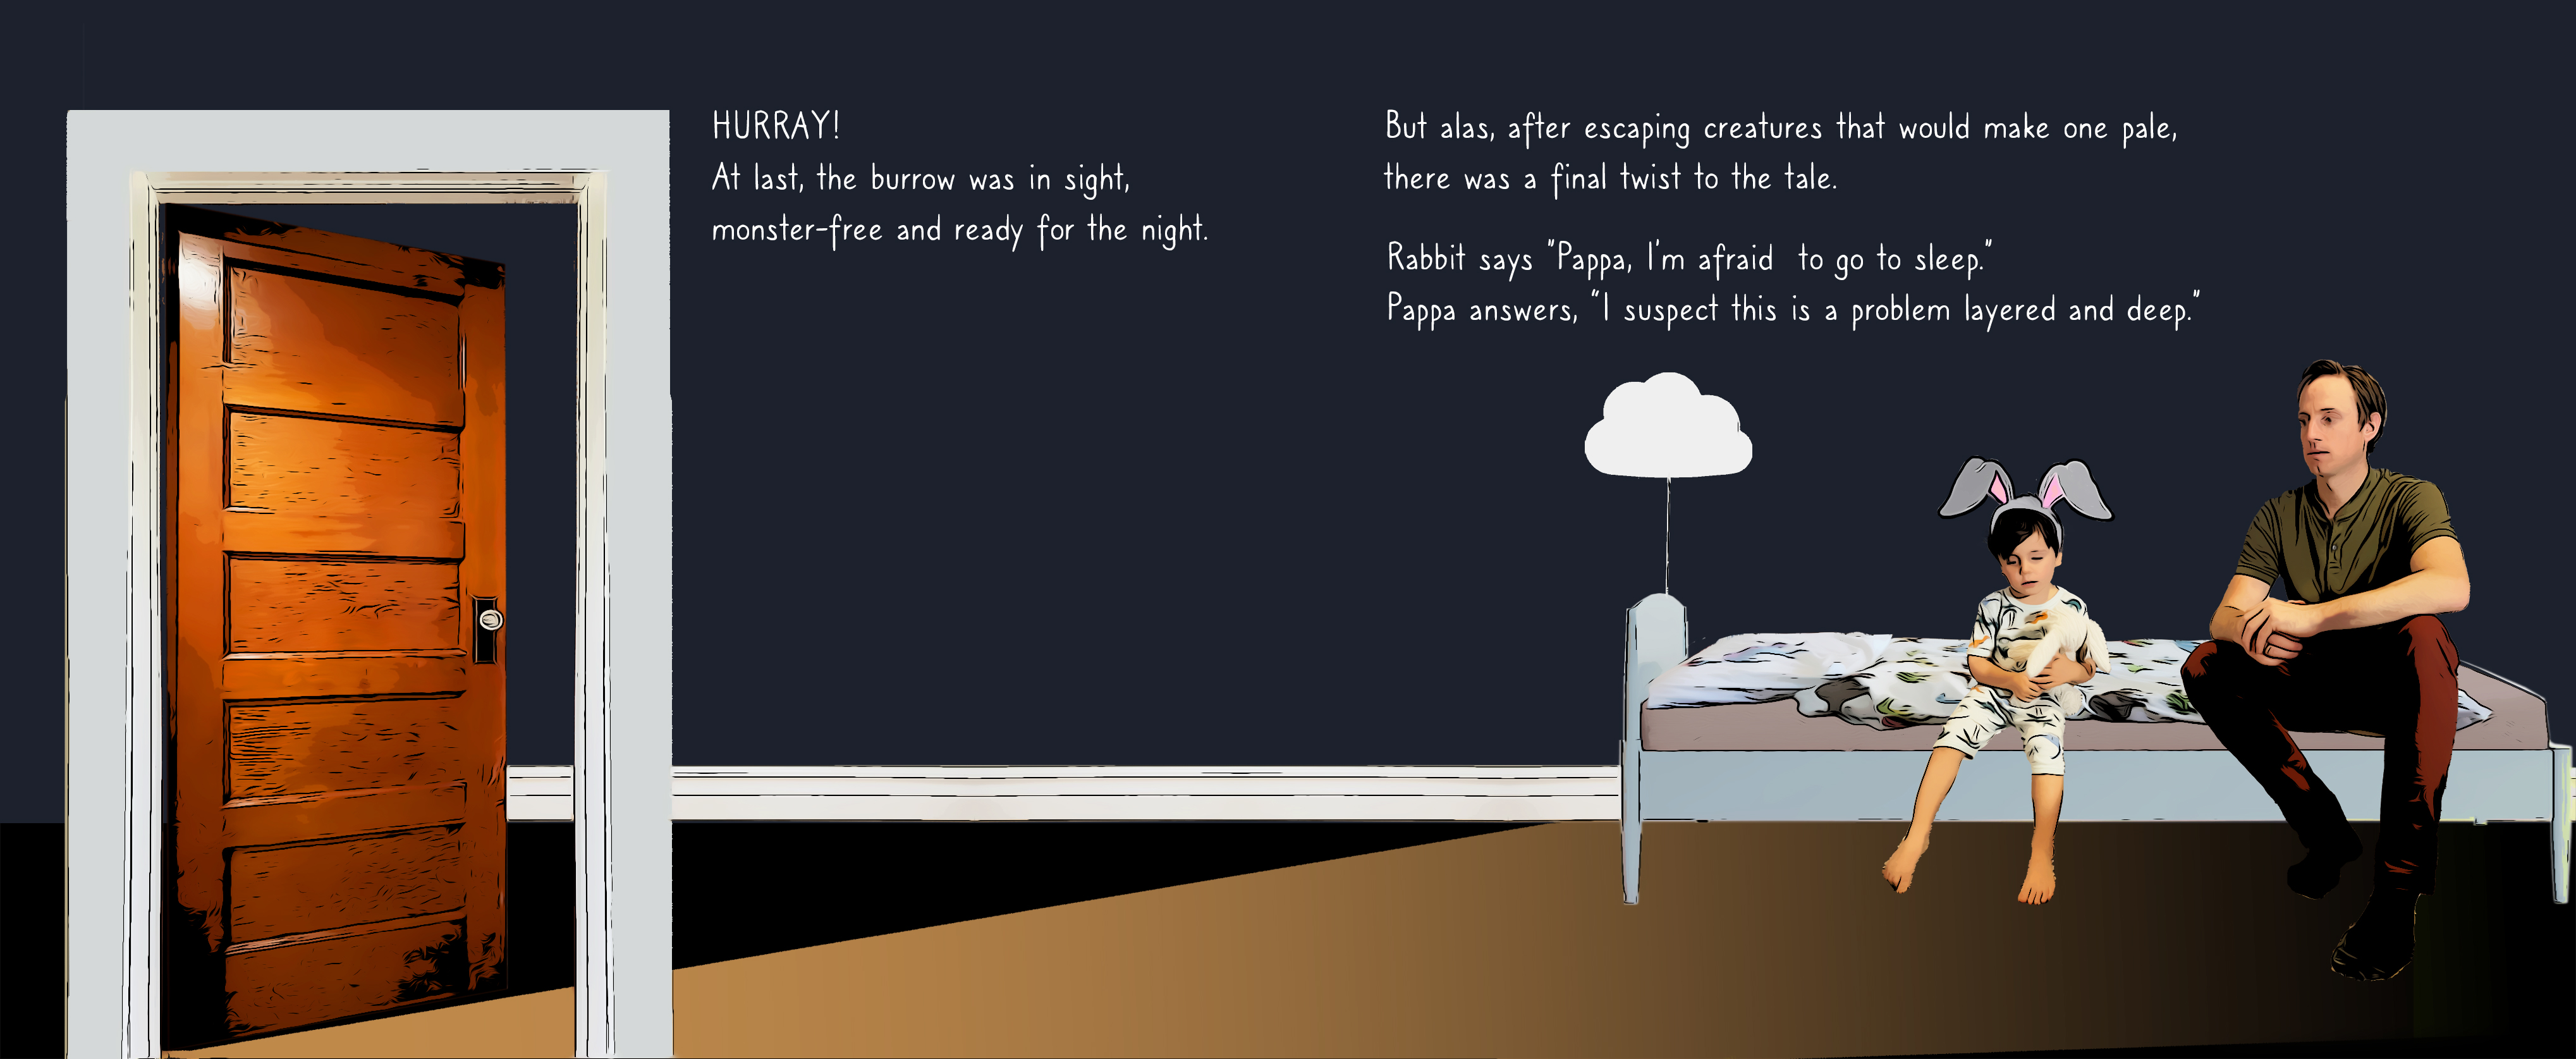 HURRAY!
At last, the burrow was in sight,
monster-free and ready for the night.
But alas, after escaping creatures that would make one pale,
there was a final twist to the tale.
Rabbit says "Pappa, I'm afraid  to go to sleep."
Pappa answers, "I suspect this is a problem layered and deep."